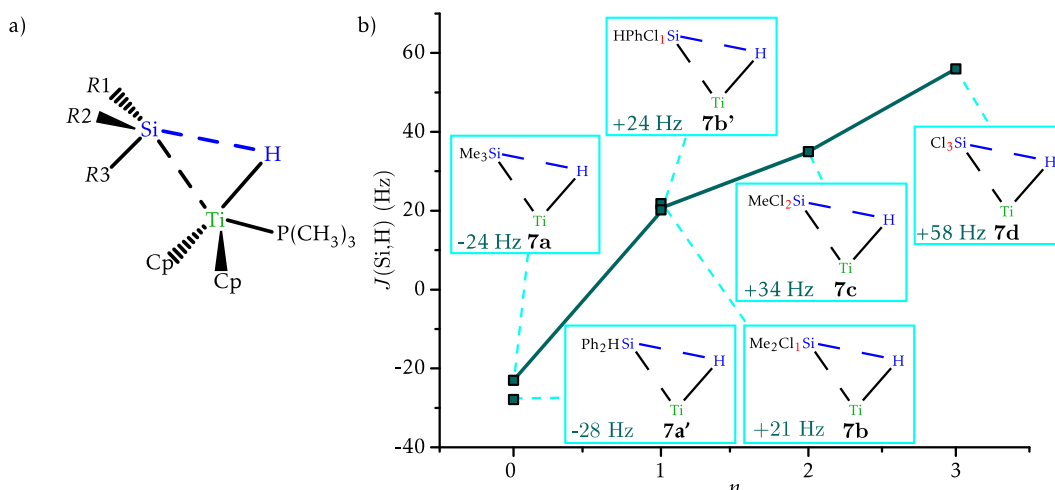 a)
R1
R2
Si
H
R3
Ti
P(CH3)3
Cp
Cp
b)
J(Si,H) (Hz)
60
40
20
0
-20
-40
0
1
2
3
n
HPhCl1Si
H
Ti
+24 Hz 7b'
Me3Si
H
Ti
-24 Hz 7a
Cl3Si
H
Ti
+58 Hz 7d
MeCl2Si
H
Ti
+34 Hz 7c
Ph2HSi
H
Ti
-28 Hz 7a'
Me2Cl1Si
H
Ti
+21 Hz 7b